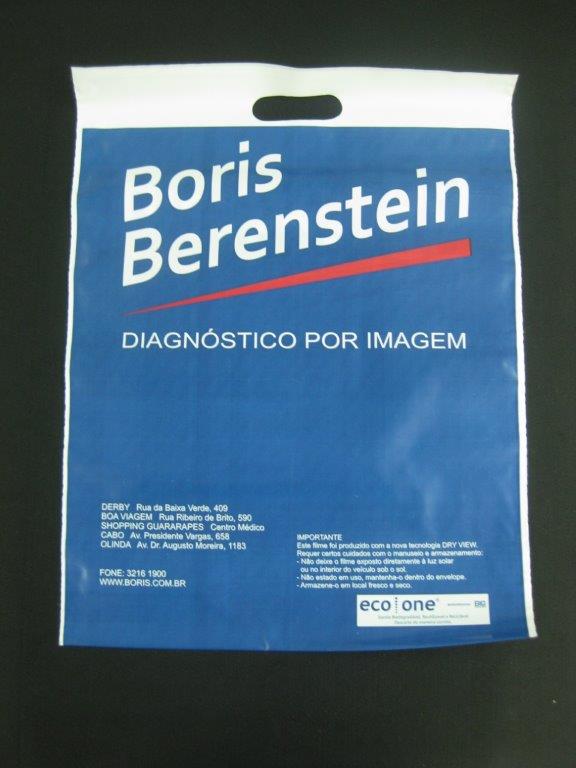 Boris
Berenstein
DIAGNÓSTICO POR IMAGEM
DERBY Rua da Baixa Verde, 409
BOA VIAGEM Rua Ribeiro de Brito, 590
SHOPPING GUARARAPES Centro Médico
CABO Av. Presidente Vargas, 658
OLINDA Av. Dr. Augusto Moreira, 1183
FONE: 3216 1900
WWW.BORIS.COM.BR
IMPORTANTE
Este filme foi produzido com a nova tecnologia DRY VIEW.
Requer certos cuidados com o manuseio e armazenamento:
- Não deixe o filme exposto diretamente à luz solar
ou no interior do veículo sob o sol.
- Não estado em uso, mantenha-o dentro do envelope.
- Armazene-o em local fresco e seco.
eco one